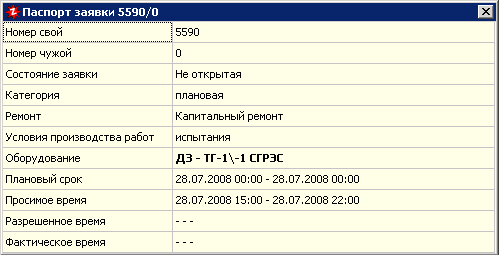 Паспорт заявки 5590/0
Номер свой 5590
Номер чужой 0
Состояние заявки Не открытая
Категория плановая
Ремонт Капитальный ремонт
Условия производства работ испытания
Оборудование ДЗ - ТГ-1\-1 СГРЭС
Плановый срок 28.07.2008 00:00 - 28.07.2008 00:00
Просимое время 28.07.2008 15:00 - 28.07.2008 22:00
Разрешенное время - - -
Фактическое время - - -